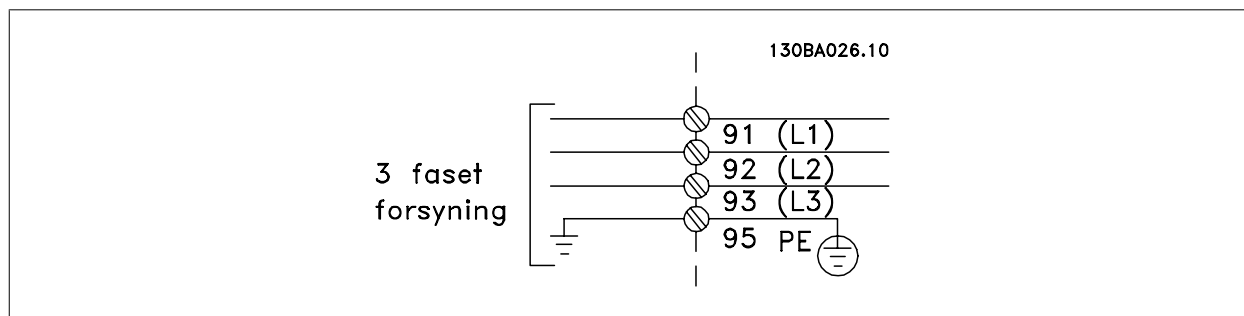 130BA026.10
91 (L1)
92 (L2)
93 (L3)
95 PE
3 faset
forsyning